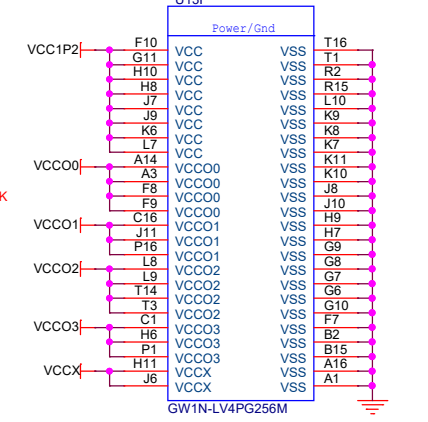 U13F
Power/Gnd
VCC1P2 F10 VCC VSS T16
G11 VCC VSS T1
H10 VCC VSS R2
H8 VCC VSS R15
J7 VCC VSS L10
J9 VCC VSS K9
K6 VCC VSS K8
L7 VCC VSS K7
VCCO0 A14 VCCO0 VSS K11
A3 VCCO0 VSS K10
F8 VCCO0 VSS J8
F9 VCCO0 VSS J10
K
VCCO1 C16 VCCO1 VSS H9
J11 VCCO1 VSS H7
P16 VCCO1 VSS G9
VCCO2 L8 VCCO2 VSS G8
L9 VCCO2 VSS G7
T14 VCCO2 VSS G6
T3 VCCO2 VSS G10
VCCO3 C1 VCCO3 VSS F7
H6 VCCO3 VSS B2
P1 VCCO3 VSS B15
VCCX H11 VCCX VSS A16
J6 VCCX VSS A1
GW1N-LV4PG256M